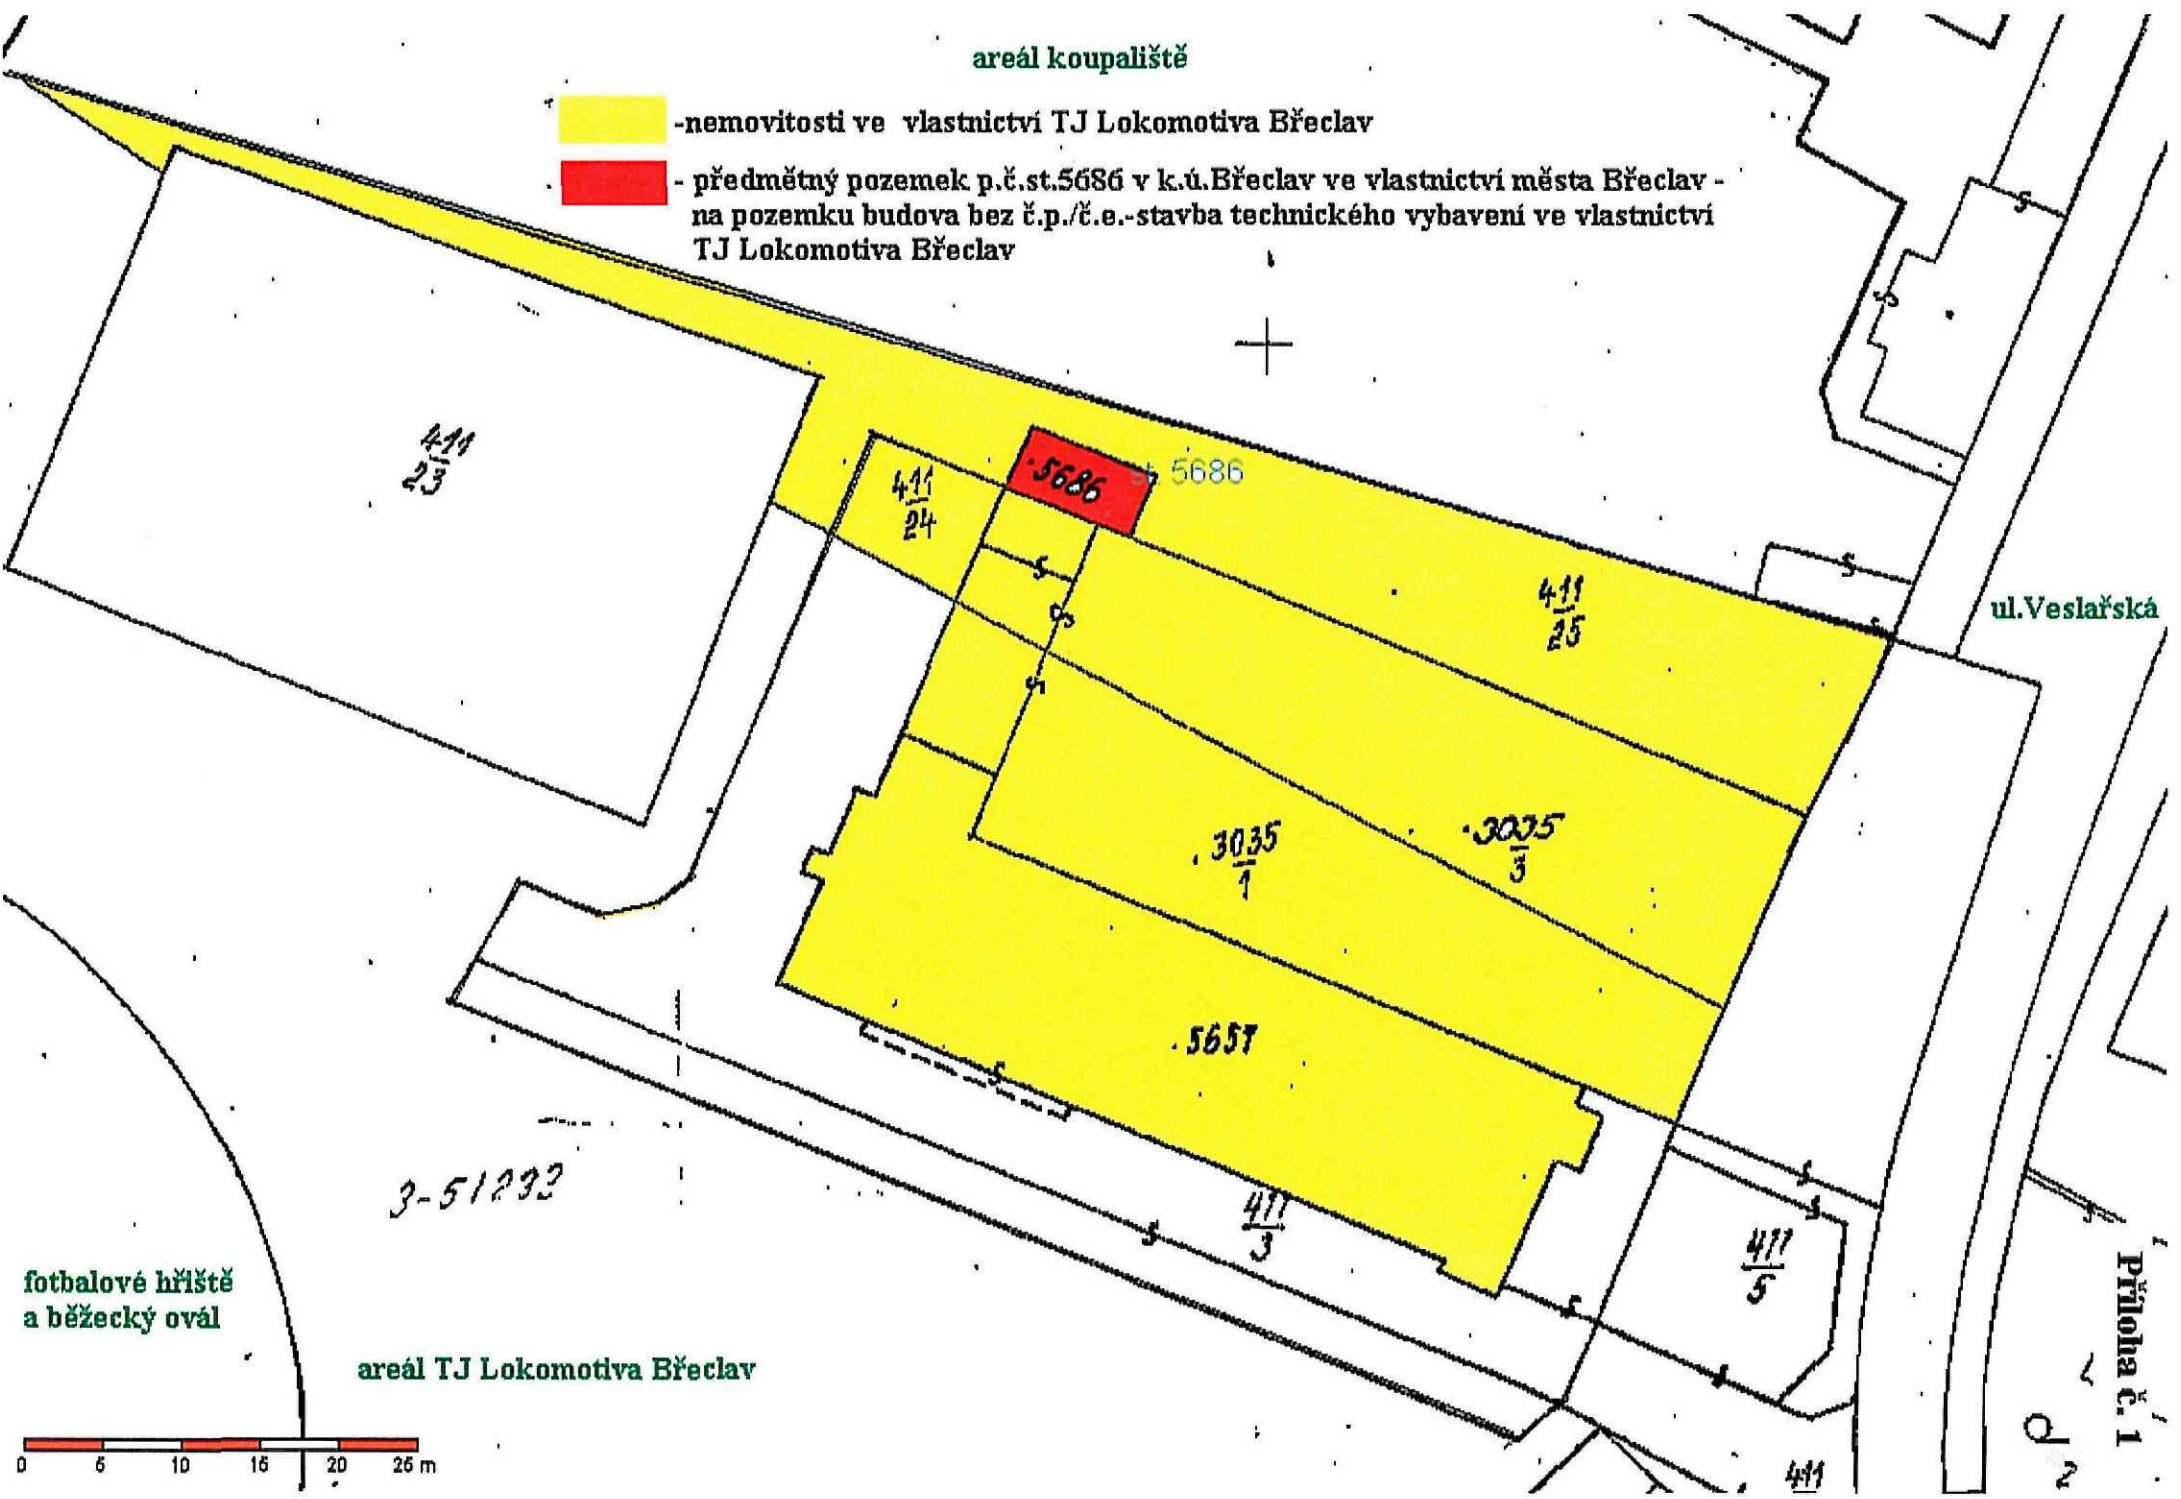 areál koupaliště
-nemovitosti ve vlastnictví TJ Lokomotiva Břeclav
- předmětný pozemek p.č.st.5686 v k.ú.Břeclav ve vlastnictví města Břeclav -
na pozemku budova bez č.p./č.e.-stavba technického vybavení ve vlastnictví
TJ Lokomotiva Břeclav
411
23
411
24
.5686
st. 5686
411
25
ul.Veslařská
.3035
1
.3035
3
.5657
411
3
411
5
411
fotbalové hřiště
a běžecký ovál
areál TJ Lokomotiva Břeclav
0 5 10 15 20 25 m
Příloha č. 1